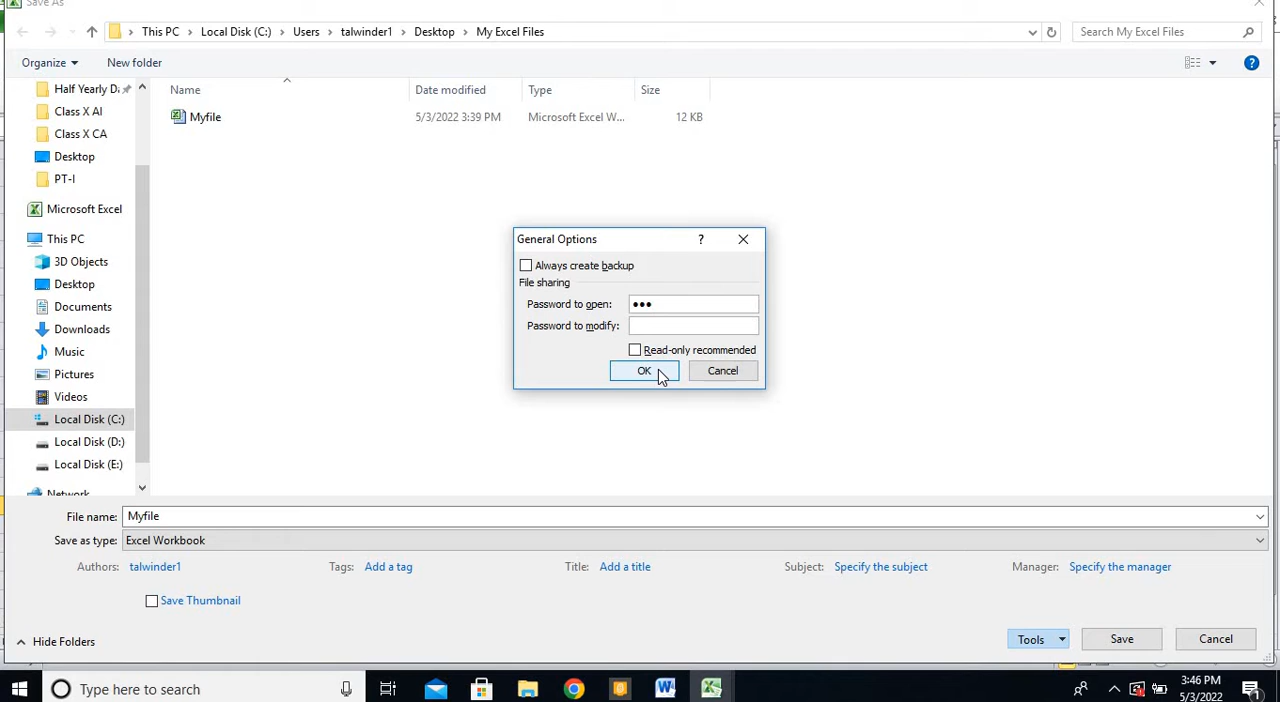 Save As
This PC > Local Disk (C:) > Users > talwinder1 > Desktop > My Excel Files
Search My Excel Files
Organize
New folder
Name
Date modified
Type
Size
Myfile
5/3/2022 3:39 PM
Microsoft Excel W...
12 KB
Half Yearly Da
Class X AI
Class X CA
Desktop
PT-I
Microsoft Excel
This PC
3D Objects
Desktop
Documents
Downloads
Music
Pictures
Videos
Local Disk (C:)
Local Disk (D:)
Local Disk (E:)
Network
General Options
?
Always create backup
File sharing
Password to open: •••
Password to modify:
Read-only recommended
OK
Cancel
File name: Myfile
Save as type: Excel Workbook
Authors: talwinder1
Tags: Add a tag
Title: Add a title
Subject: Specify the subject
Manager: Specify the manager
Save Thumbnail
Hide Folders
Tools
Save
Cancel
Type here to search
3:46 PM
5/3/2022
1